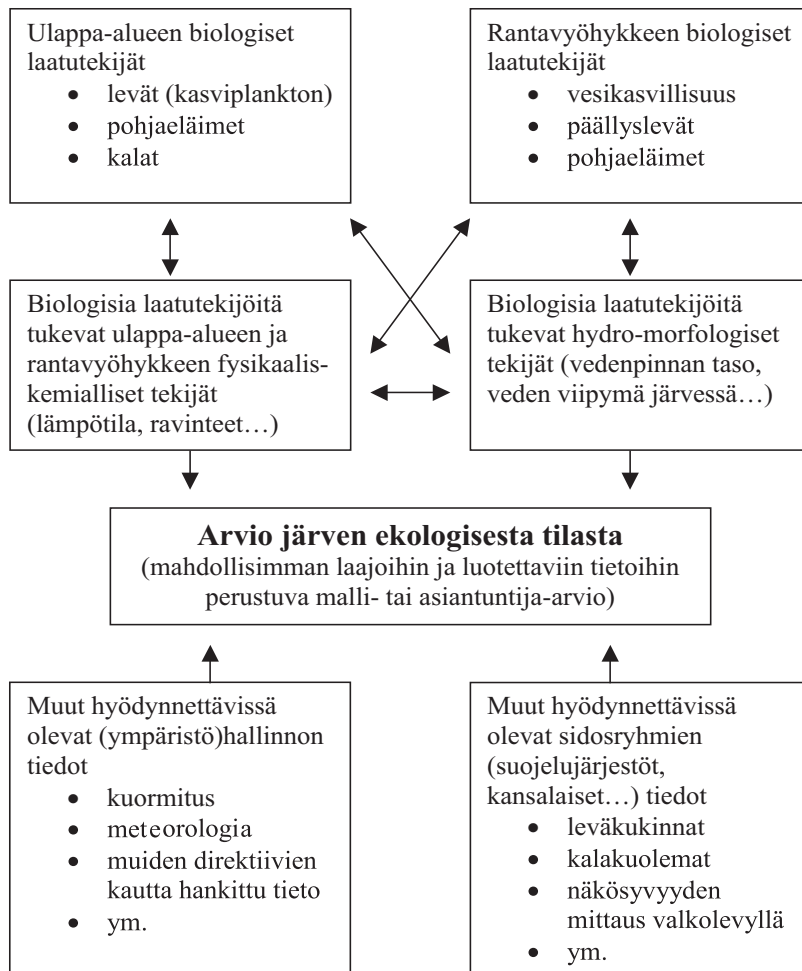 Ulappa-alueen biologiset
laatutekijät
• levät (kasviplankton)
• pohjaeläimet
• kalat
Rantavyöhykkeen biologiset
laatutekijät
• vesikasvillisuus
• päällyslevät
• pohjaeläimet
Biologisia laatutekijöitä
tukevat ulappa-alueen ja
rantavyöhykkeen fysikaalis-
kemialliset tekijät
(lämpötila, ravinteet…)
Biologisia laatutekijöitä
tukevat hydro-morfologiset
tekijät (vedenpinnan taso,
veden viipymä järvessä…)
Arvio järven ekologisesta tilasta
(mahdollisimman laajoihin ja luotettaviin tietoihin
perustuva malli- tai asiantuntija-arvio)
Muut hyödynnettävissä
olevat (ympäristö)hallinnon
tiedot
• kuormitus
• meteorologia
• muiden direktiivien
kautta hankittu tieto
• ym.
Muut hyödynnettävissä
olevat sidosryhmien
(suojelujärjestöt,
kansalaiset…) tiedot
• leväkukinnat
• kalakuolemat
• näkösyvyyden
mittaus valkolevyllä
• ym.